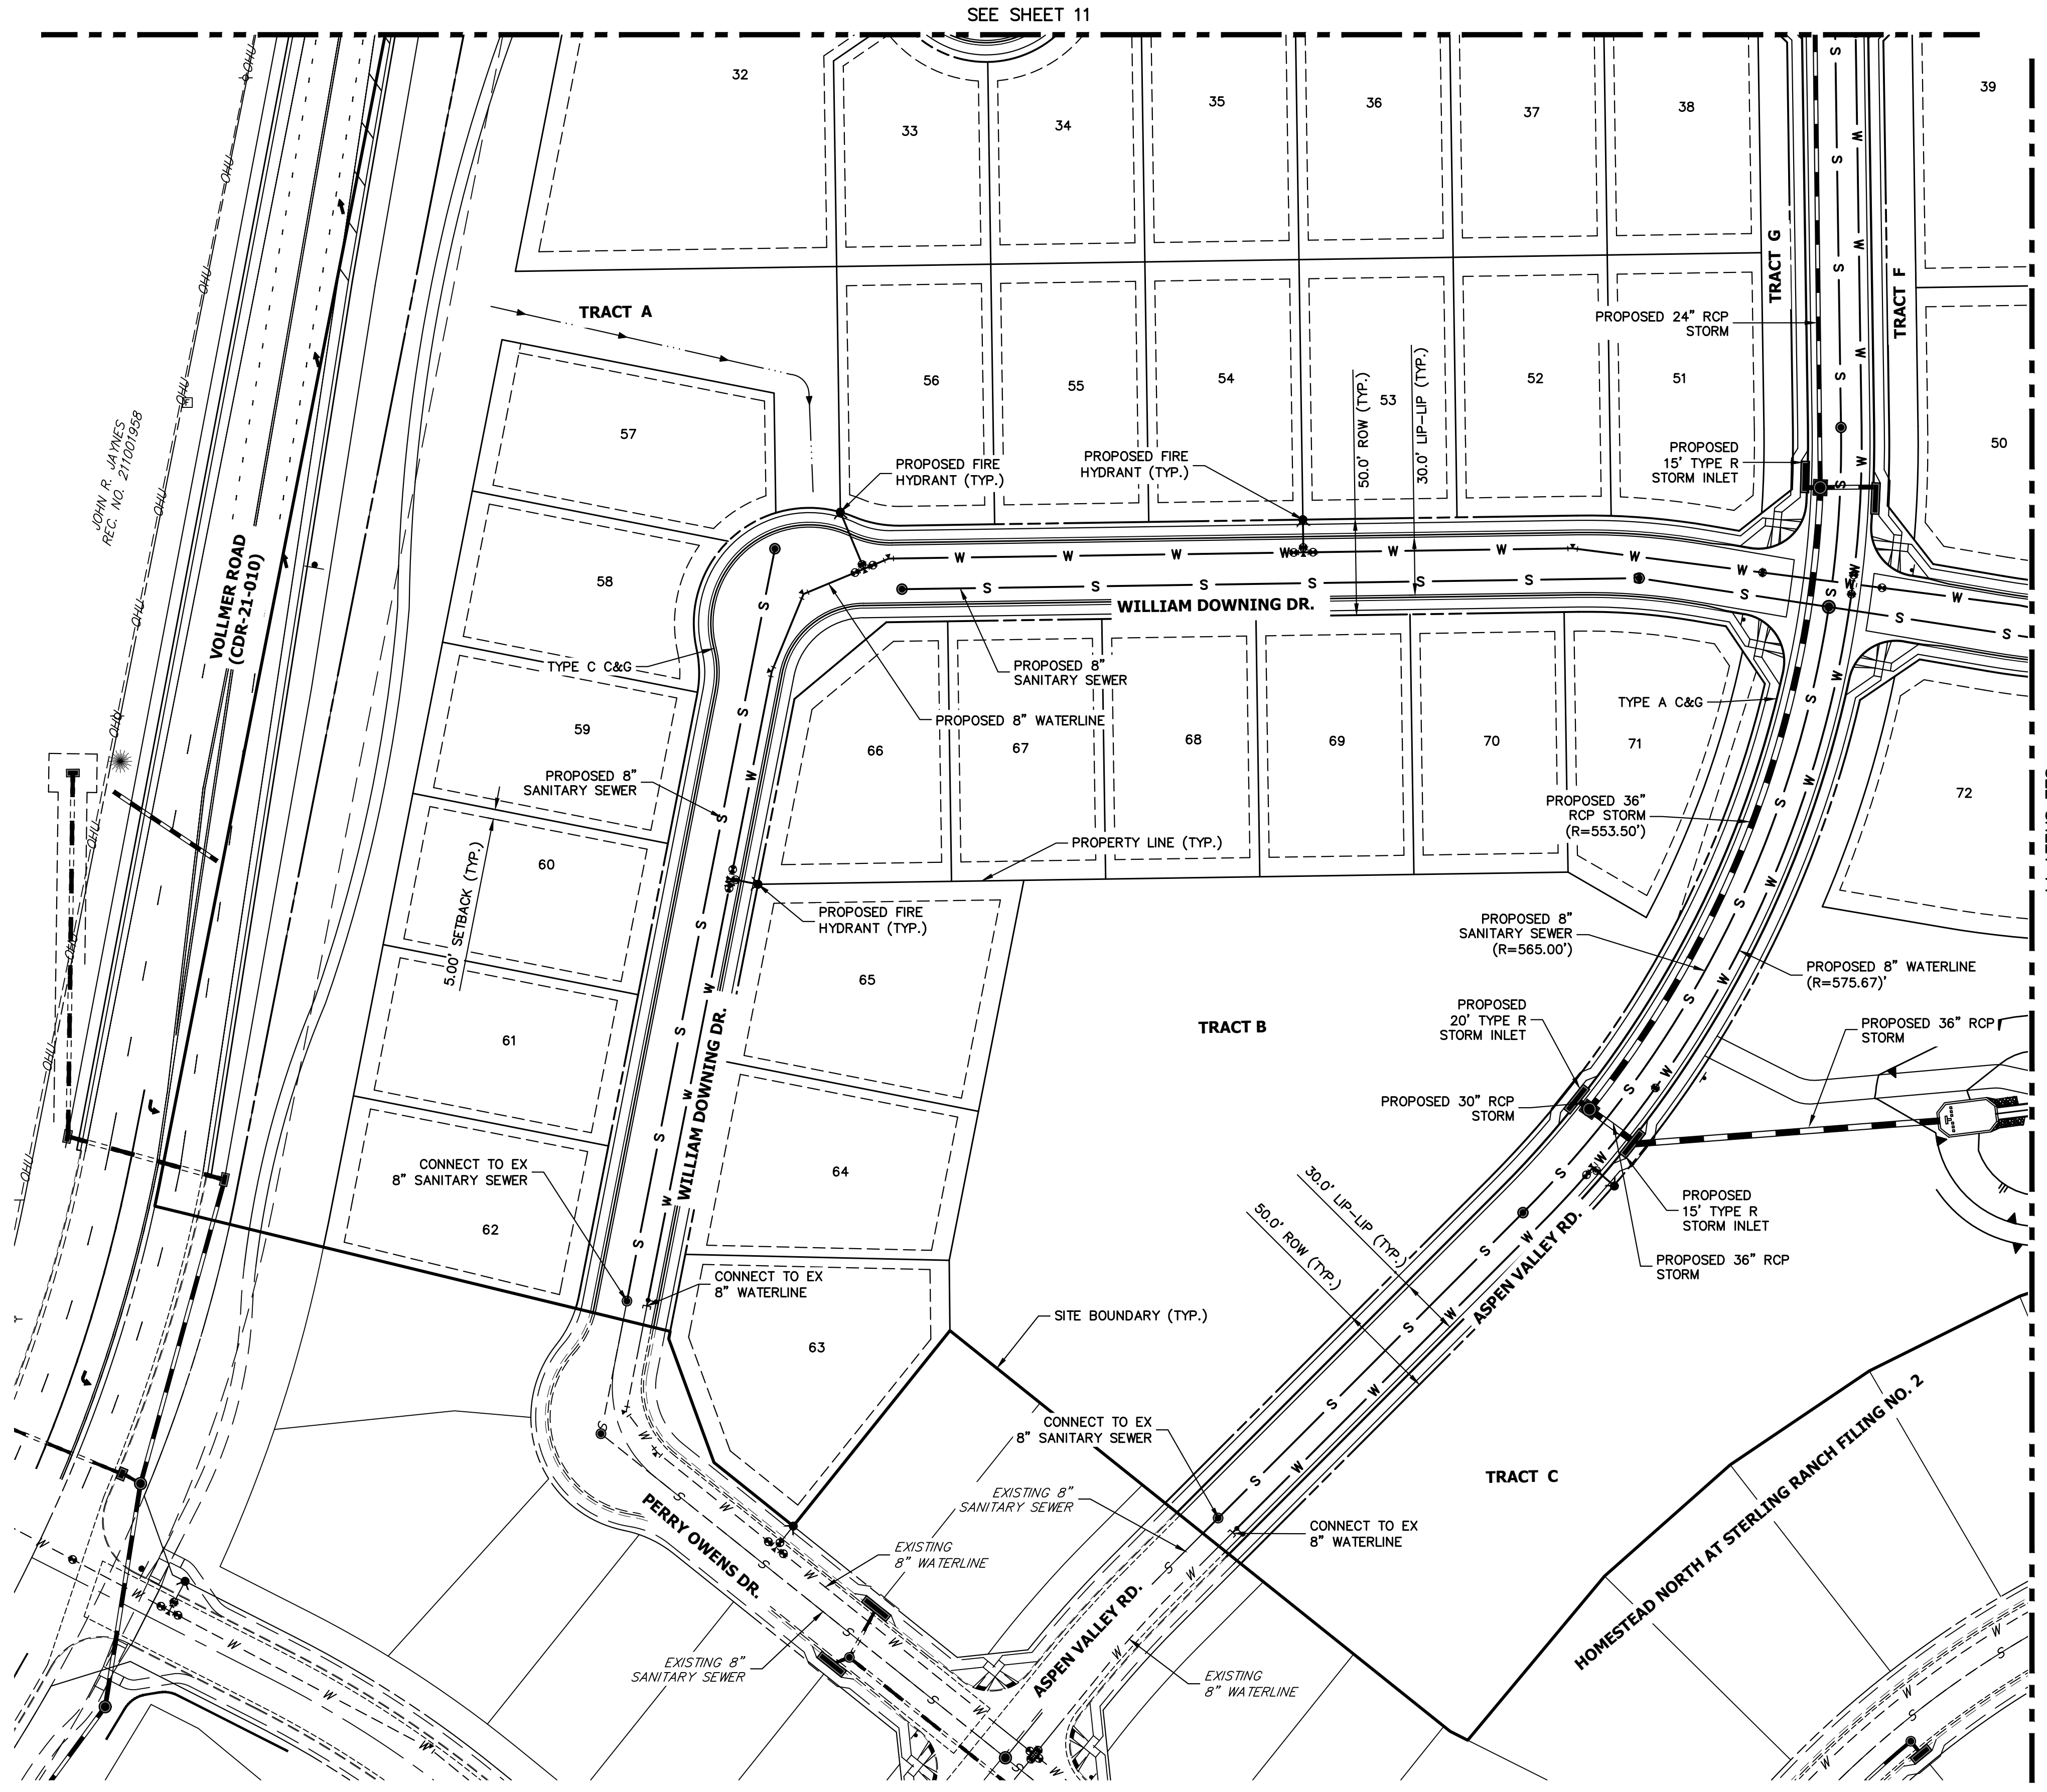 SEE SHEET 11
OHU
32
33
34
35
36
37
38
39
TRACT G
TRACT F
TRACT A
PROPOSED 24" RCP
STORM
JOHN R. JAYNES
REC. NO. 211001958
57
56
55
54
53
52
51
50
50.0' ROW (TYP.)
30.0' LIP-LIP (TYP.)
PROPOSED FIRE
HYDRANT (TYP.)
PROPOSED FIRE
HYDRANT (TYP.)
PROPOSED
15' TYPE R
STORM INLET
VOLLMER ROAD
(CDR-21-010)
58
WILLIAM DOWNING DR.
TYPE C C&G
PROPOSED 8"
SANITARY SEWER
TYPE A C&G
59
PROPOSED 8" WATERLINE
66
67
68
69
70
71
72
PROPOSED 8"
SANITARY SEWER
PROPOSED 36"
RCP STORM
(R=553.50')
PROPERTY LINE (TYP.)
60
5.00' SETBACK (TYP.)
PROPOSED FIRE
HYDRANT (TYP.)
PROPOSED 8"
SANITARY SEWER
(R=565.00')
PROPOSED 8" WATERLINE
(R=575.67)'
65
61
TRACT B
PROPOSED
20' TYPE R
STORM INLET
PROPOSED 36" RCP
STORM
WILLIAM DOWNING DR.
PROPOSED 30" RCP
STORM
64
CONNECT TO EX
8" SANITARY SEWER
62
30.0' LIP-LIP (TYP.)
50.0' ROW (TYP.)
PROPOSED
15' TYPE R
STORM INLET
ASPEN VALLEY RD.
PROPOSED 36" RCP
STORM
CONNECT TO EX
8" WATERLINE
SITE BOUNDARY (TYP.)
63
CONNECT TO EX
8" SANITARY SEWER
TRACT C
HOMESTEAD NORTH AT STERLING RANCH FILING NO. 2
EXISTING 8"
SANITARY SEWER
CONNECT TO EX
8" WATERLINE
PERRY OWENS DR.
EXISTING
8" WATERLINE
ASPEN VALLEY RD.
EXISTING 8"
SANITARY SEWER
EXISTING
8" WATERLINE